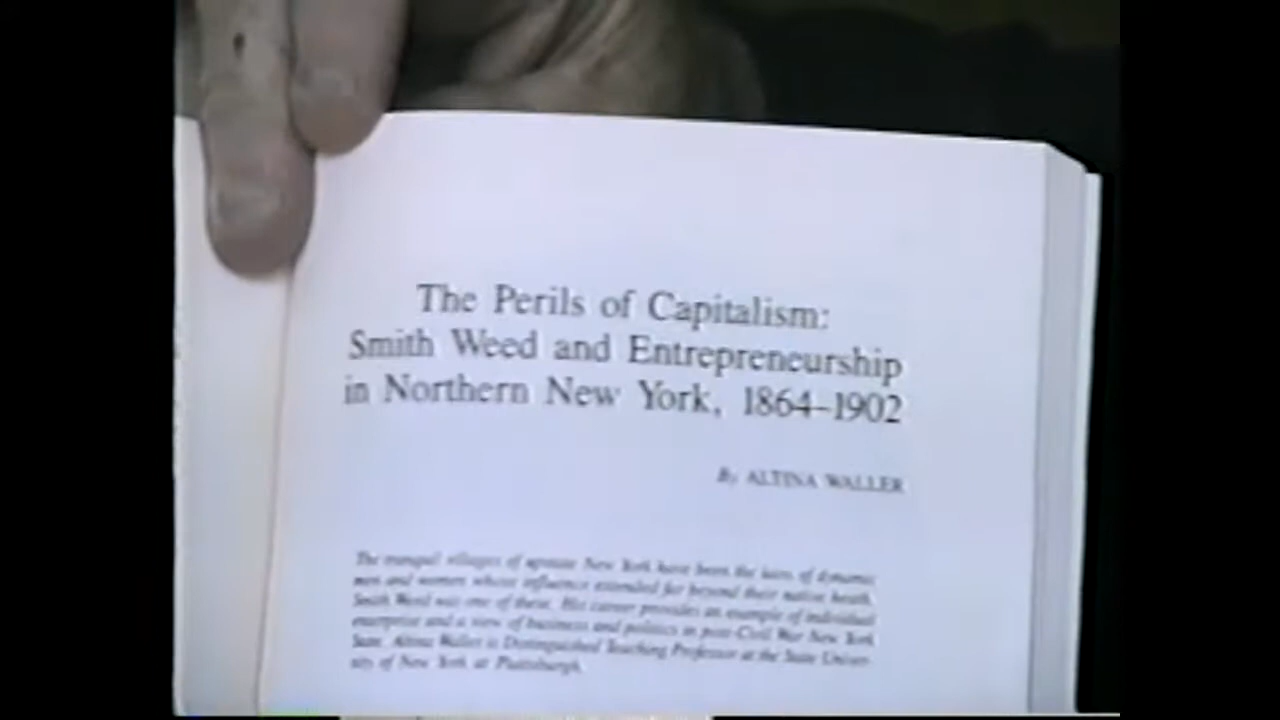 The Perils of Capitalism:
Smith Weed and Entrepreneurship
in Northern New York, 1864–1902
By ALTINA WALLER
The tranquil villages of upstate New York have been the lairs of dynamic
men and women whose influence extended far beyond their native heath.
Smith Weed was one of these. His career provides an example of individual
enterprise and a view of business and politics in post-Civil War New York
State. Altina Waller is Distinguished Teaching Professor at the State Univer-
sity of New York at Plattsburgh.